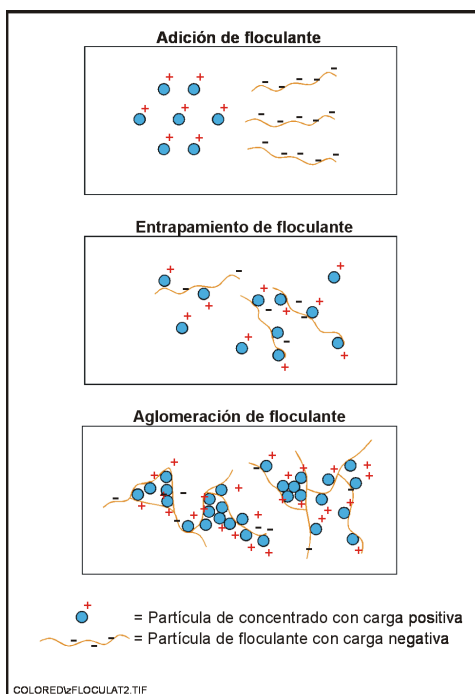 Adición de floculante
Entrapamiento de floculante
Aglomeración de floculante
= Partícula de concentrado con carga positiva
= Partícula de floculante con carga negativa
COLORED\zFLOCULAT2.TIF